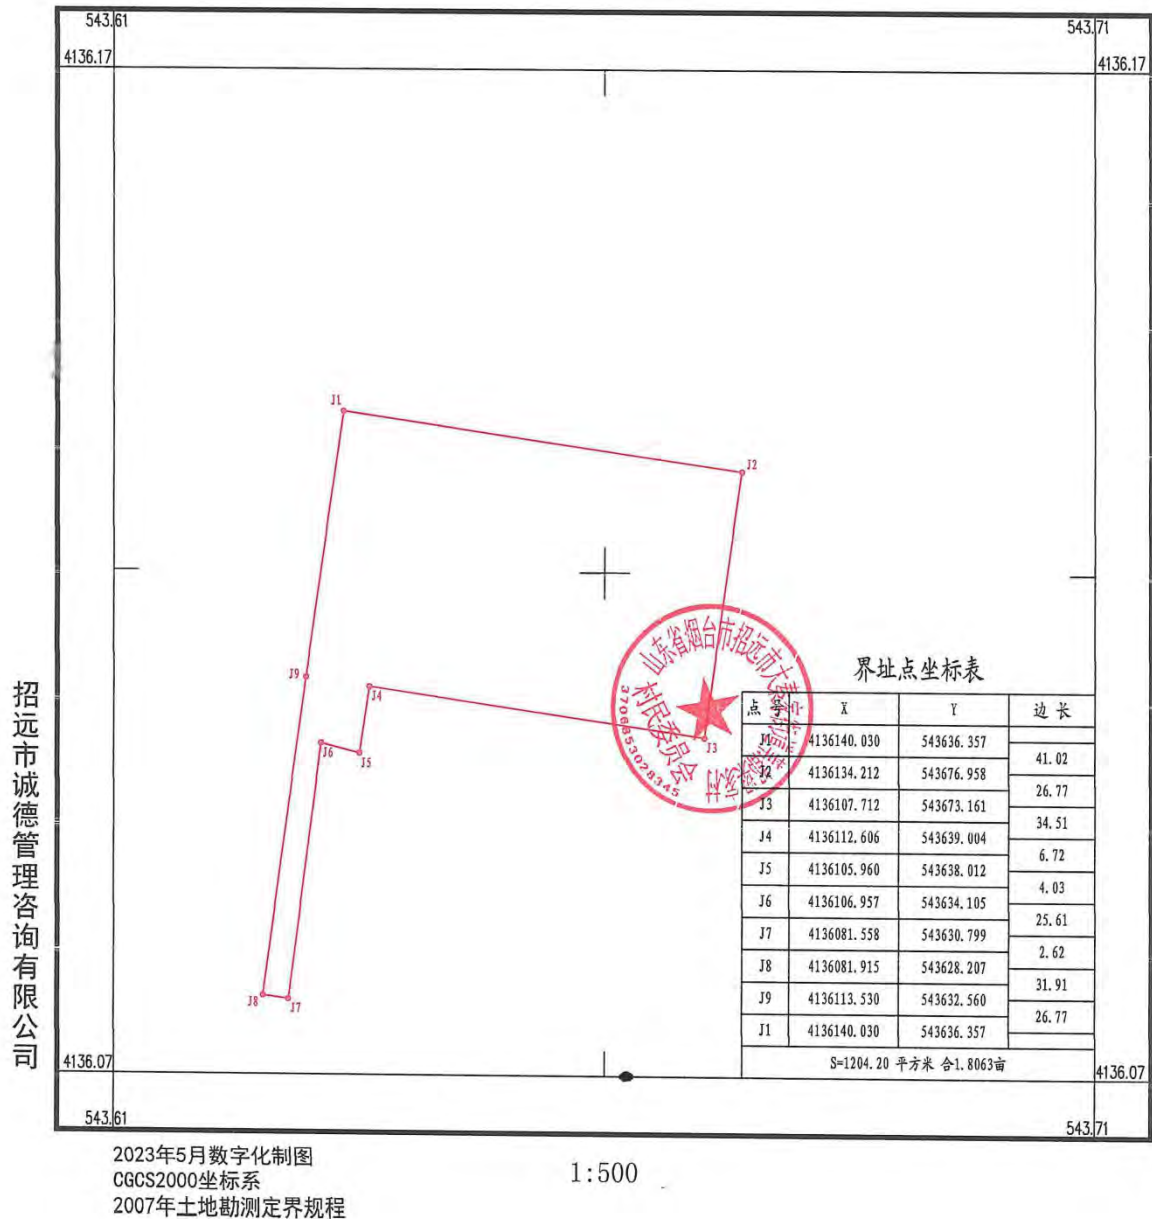 543.61
543.71
4136.17
4136.17
J1
J2
J9
J4
J6
J5
J3
J8
J7
山东省烟台市招远市大秦家
村民委员会
3706853028345
界址点坐标表
点号 X Y 边长
J1 4136140.030 543636.357
41.02
J2 4136134.212 543676.958
26.77
J3 4136107.712 543673.161
34.51
J4 4136112.606 543639.004
6.72
J5 4136105.960 543638.012
4.03
J6 4136106.957 543634.105
25.61
J7 4136081.558 543630.799
2.62
J8 4136081.915 543628.207
31.91
J9 4136113.530 543632.560
26.77
J1 4136140.030 543636.357
S=1204.20 平方米 合1.8063亩
招远市诚德管理咨询有限公司
4136.07
4136.07
543.61
543.71
2023年5月数字化制图
CGCS2000坐标系
2007年土地勘测定界规程
1:500